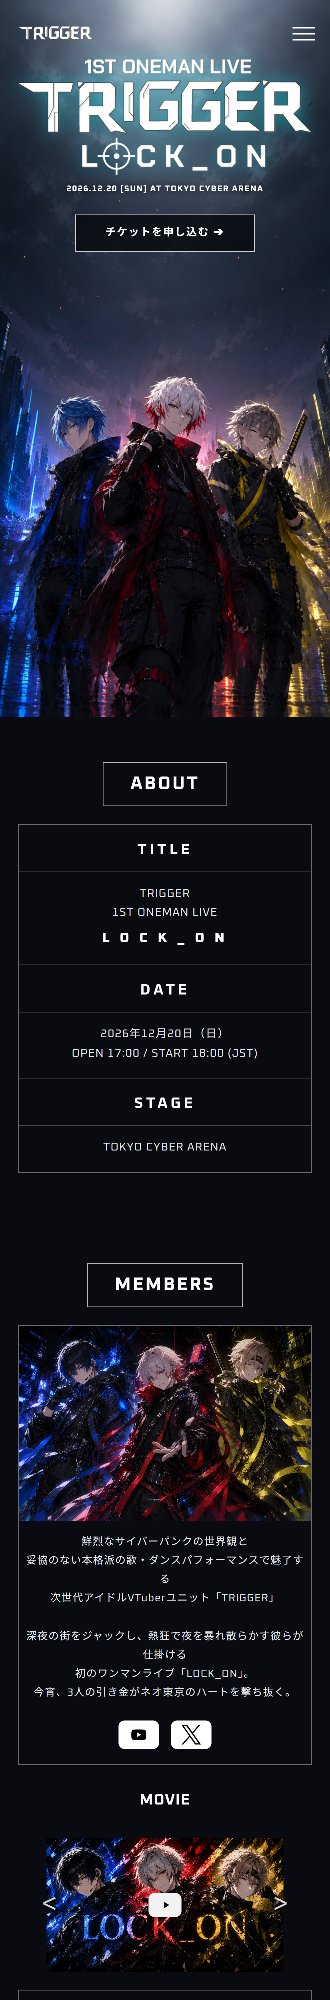 TRIGGER
1ST ONEMAN LIVE
TRIGGER
LOCK_ON
2026.12.20 [SUN] AT TOKYO CYBER ARENA
チケットを申し込む ➔
ABOUT
TITLE
TRIGGER
1ST ONEMAN LIVE
LOCK_ON
DATE
2026年12月20日（日）
OPEN 17:00 / START 18:00 (JST)
STAGE
TOKYO CYBER ARENA
MEMBERS
鮮烈なサイバーパンクの世界観と
妥協のない本格派の歌・ダンスパフォーマンスで魅了す
る
次世代アイドルVTuberユニット「TRIGGER」
深夜の街をジャックし、熱狂で夜を暴れ散らかす彼らが
仕掛ける
初のワンマンライブ「LOCK_ON」。
今宵、3人の引き金がネオ東京のハートを撃ち抜く。
MOVIE
LOCK_ON